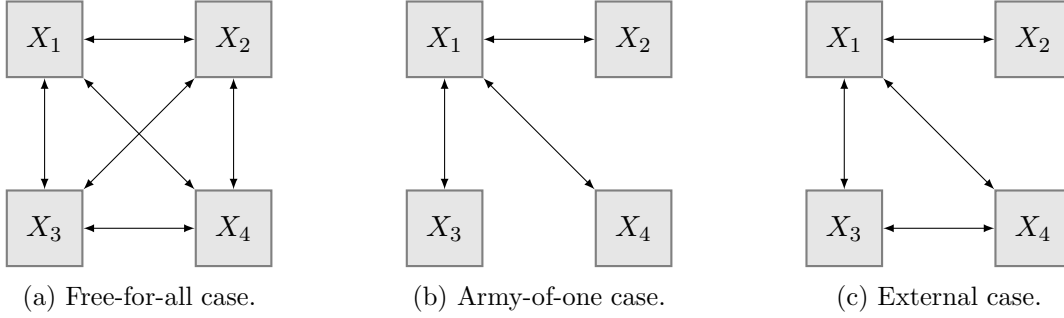 X₁ X₂ X₁ X₂ X₁ X₂
X₃ X₄ X₃ X₄ X₃ X₄
(a) Free-for-all case. (b) Army-of-one case. (c) External case.